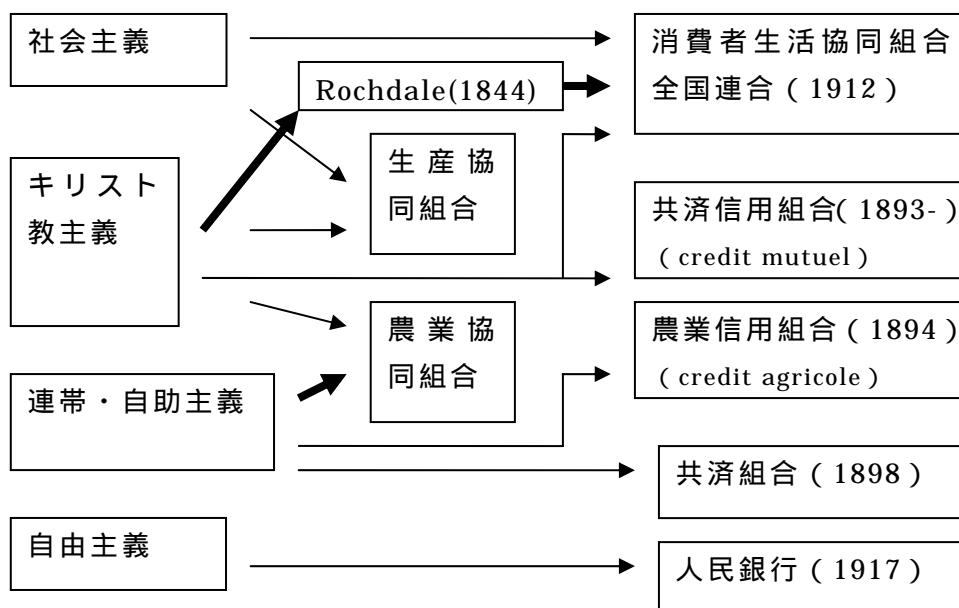 社会主義
消費者生活協同組合
全国連合（1912）
Rochdale(1844)
生産協
同組合
キリスト
教主義
共済信用組合(1893-)
（credit mutuel）
農業協
同組合
農業信用組合（1894）
（credit agricole）
連帯・自助主義
共済組合（1898）
自由主義
人民銀行（1917）